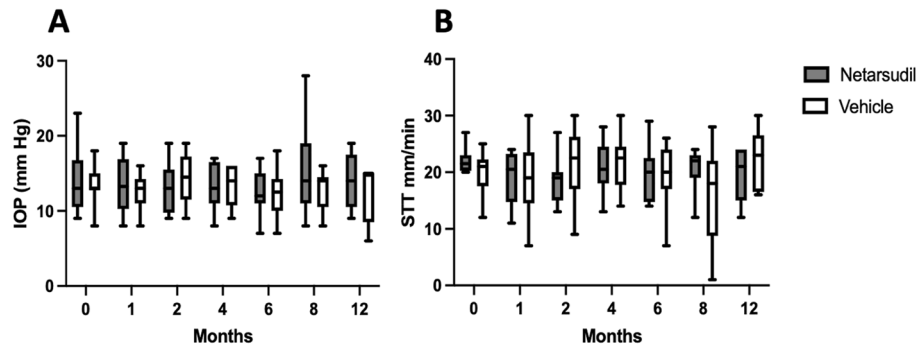 A
IOP (mm Hg)
30
20
10
0
0 1 2 4 6 8 12
Months
B
STT mm/min
40
30
20
10
0
0 1 2 4 6 8 12
Months
Netarsudil
Vehicle